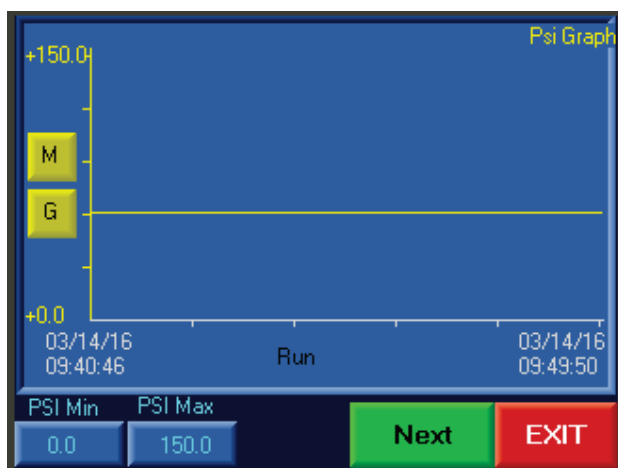 Psi Graph
+150.0
M
G
+0.0
03/14/16 03/14/16
09:40:46 Run 09:49:50
PSI Min PSI Max
0.0 150.0 Next EXIT